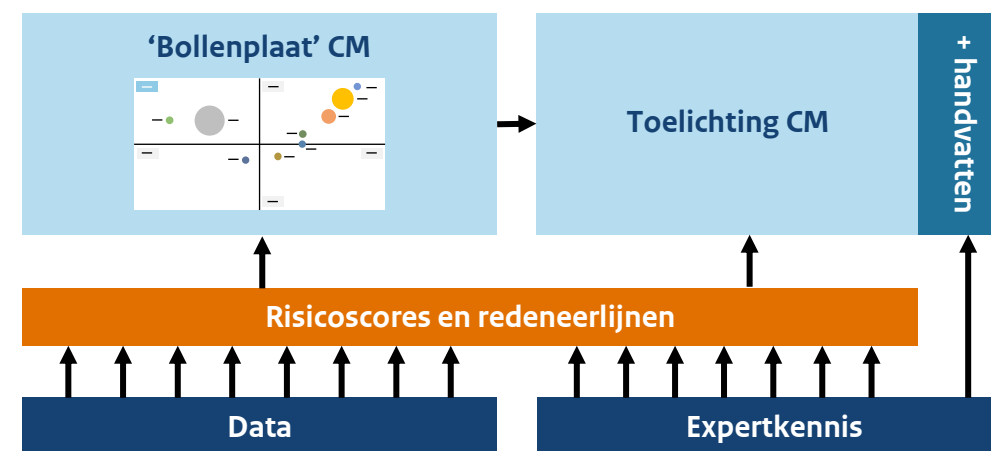 ‘Bollenplaat’ CM
Toelichting CM
+ handvatten
Risicoscores en redeneerlijnen
Data
Expertkennis